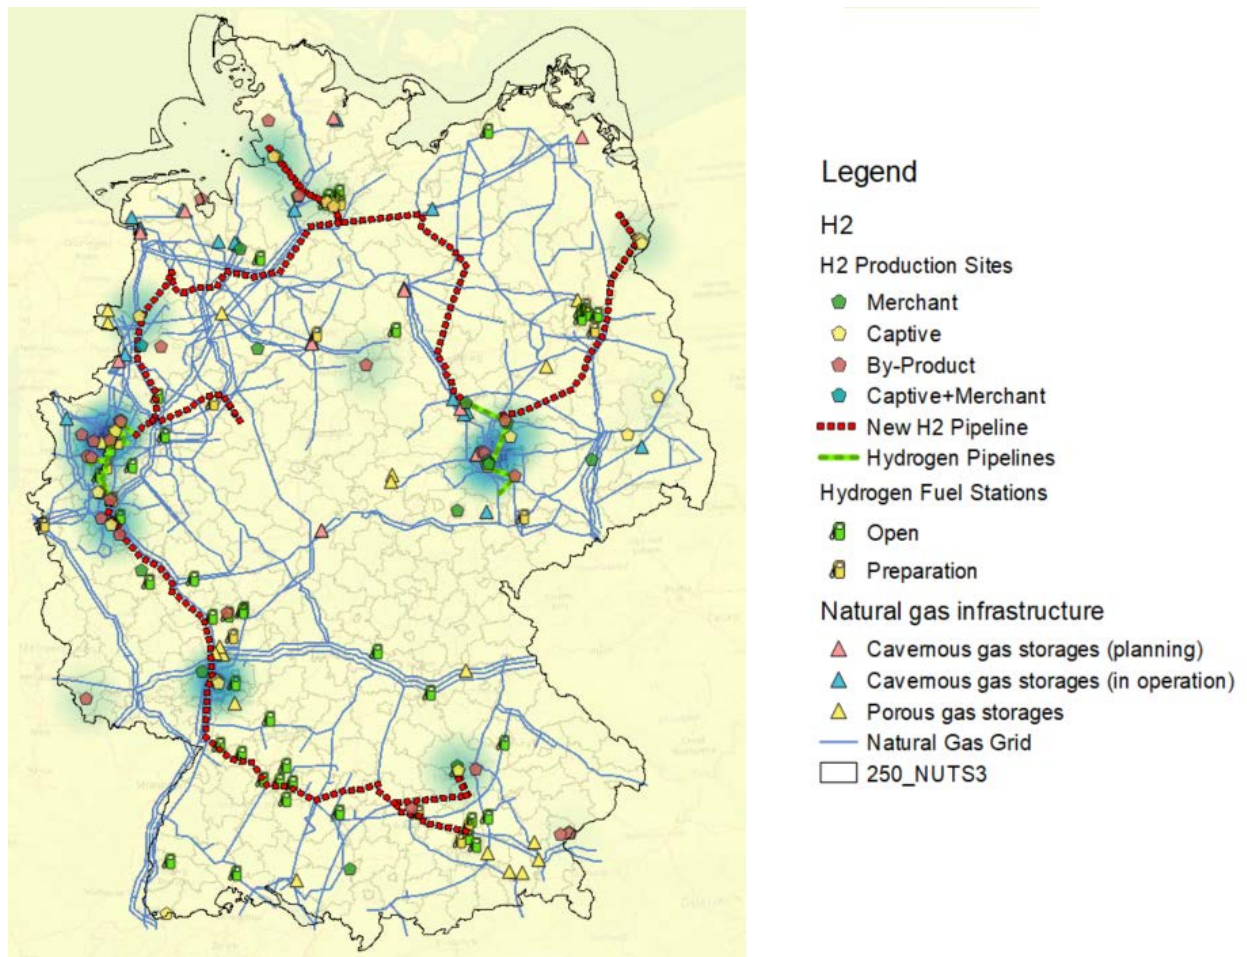 Legend
H2
H2 Production Sites
Merchant
Captive
By-Product
Captive+Merchant
New H2 Pipeline
Hydrogen Pipelines
Hydrogen Fuel Stations
Open
Preparation
Natural gas infrastructure
Cavernous gas storages (planning)
Cavernous gas storages (in operation)
Porous gas storages
Natural Gas Grid
250_NUTS3